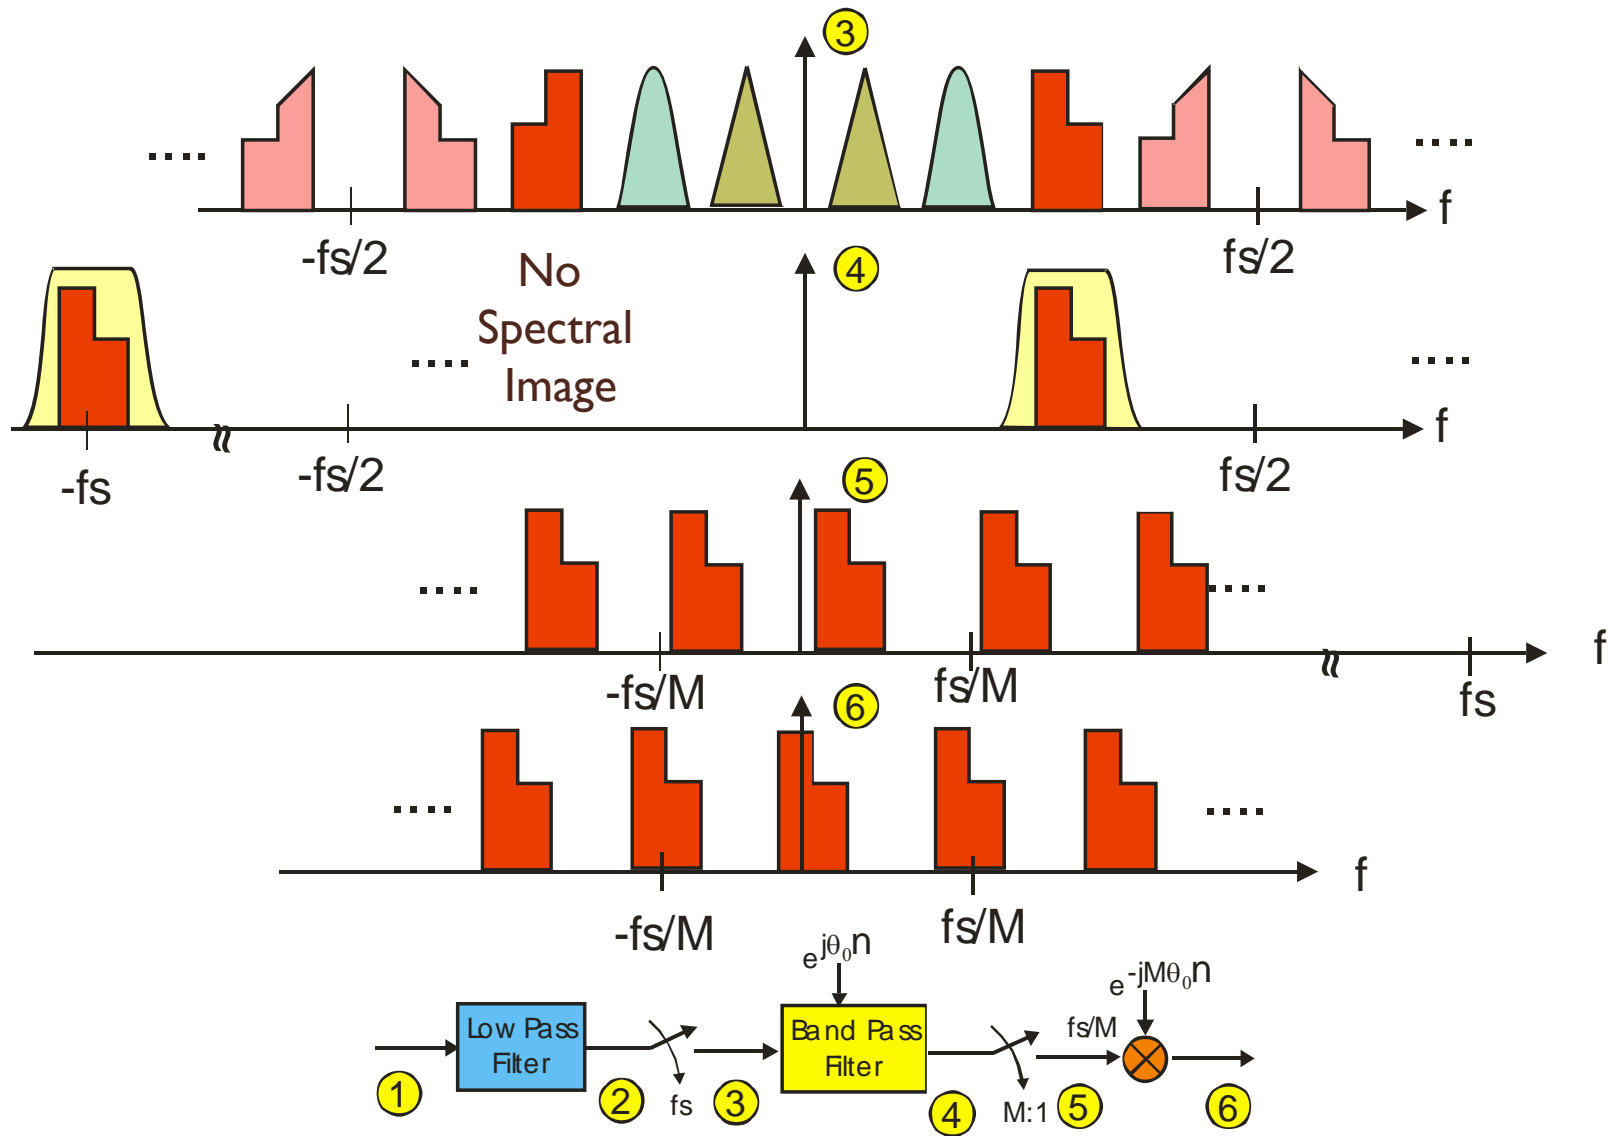 3
f
-fs/2
fs/2
No
Spectral
Image
4
f
-fs
-fs/2
fs/2
5
f
-fs/M
fs/M
fs
6
f
-fs/M
fs/M
e^{jθ₀n}
e^{-jMθ₀n}
Low Pass
Filter
Band Pass
Filter
fs/M
1
2
fs
3
4
M:1
5
6